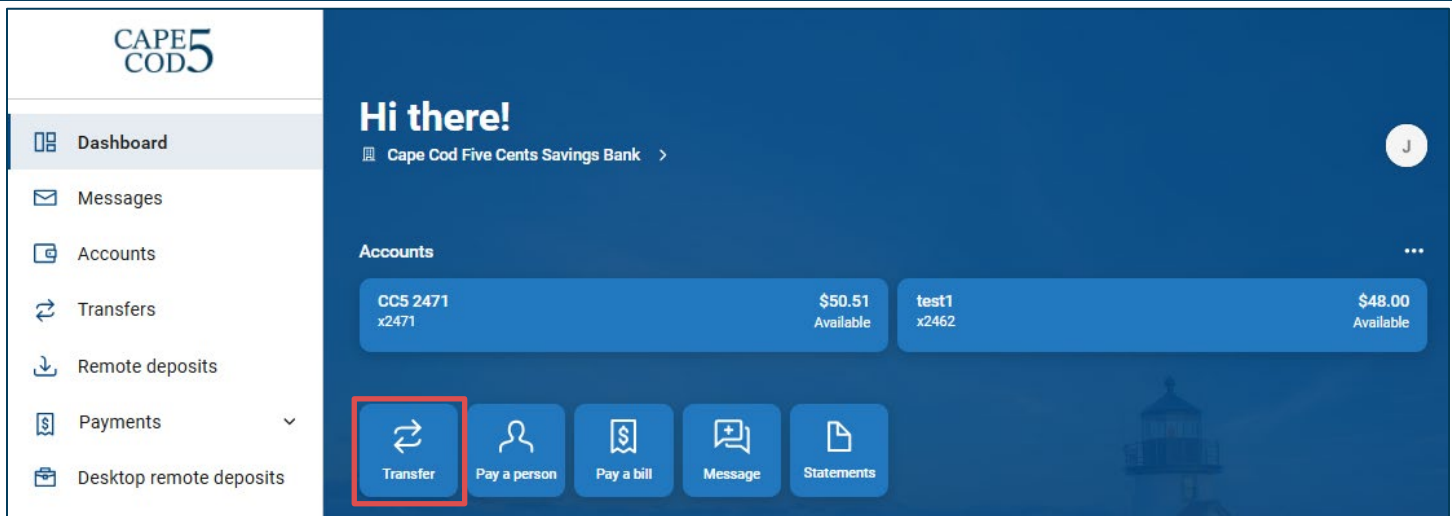 CAPE
COD5
Dashboard
Messages
Accounts
Transfers
Remote deposits
Payments
Desktop remote deposits
Hi there!
Cape Cod Five Cents Savings Bank
J
Accounts
CC5 2471
x2471
$50.51
Available
test1
x2462
$48.00
Available
Transfer
Pay a person
Pay a bill
Message
Statements